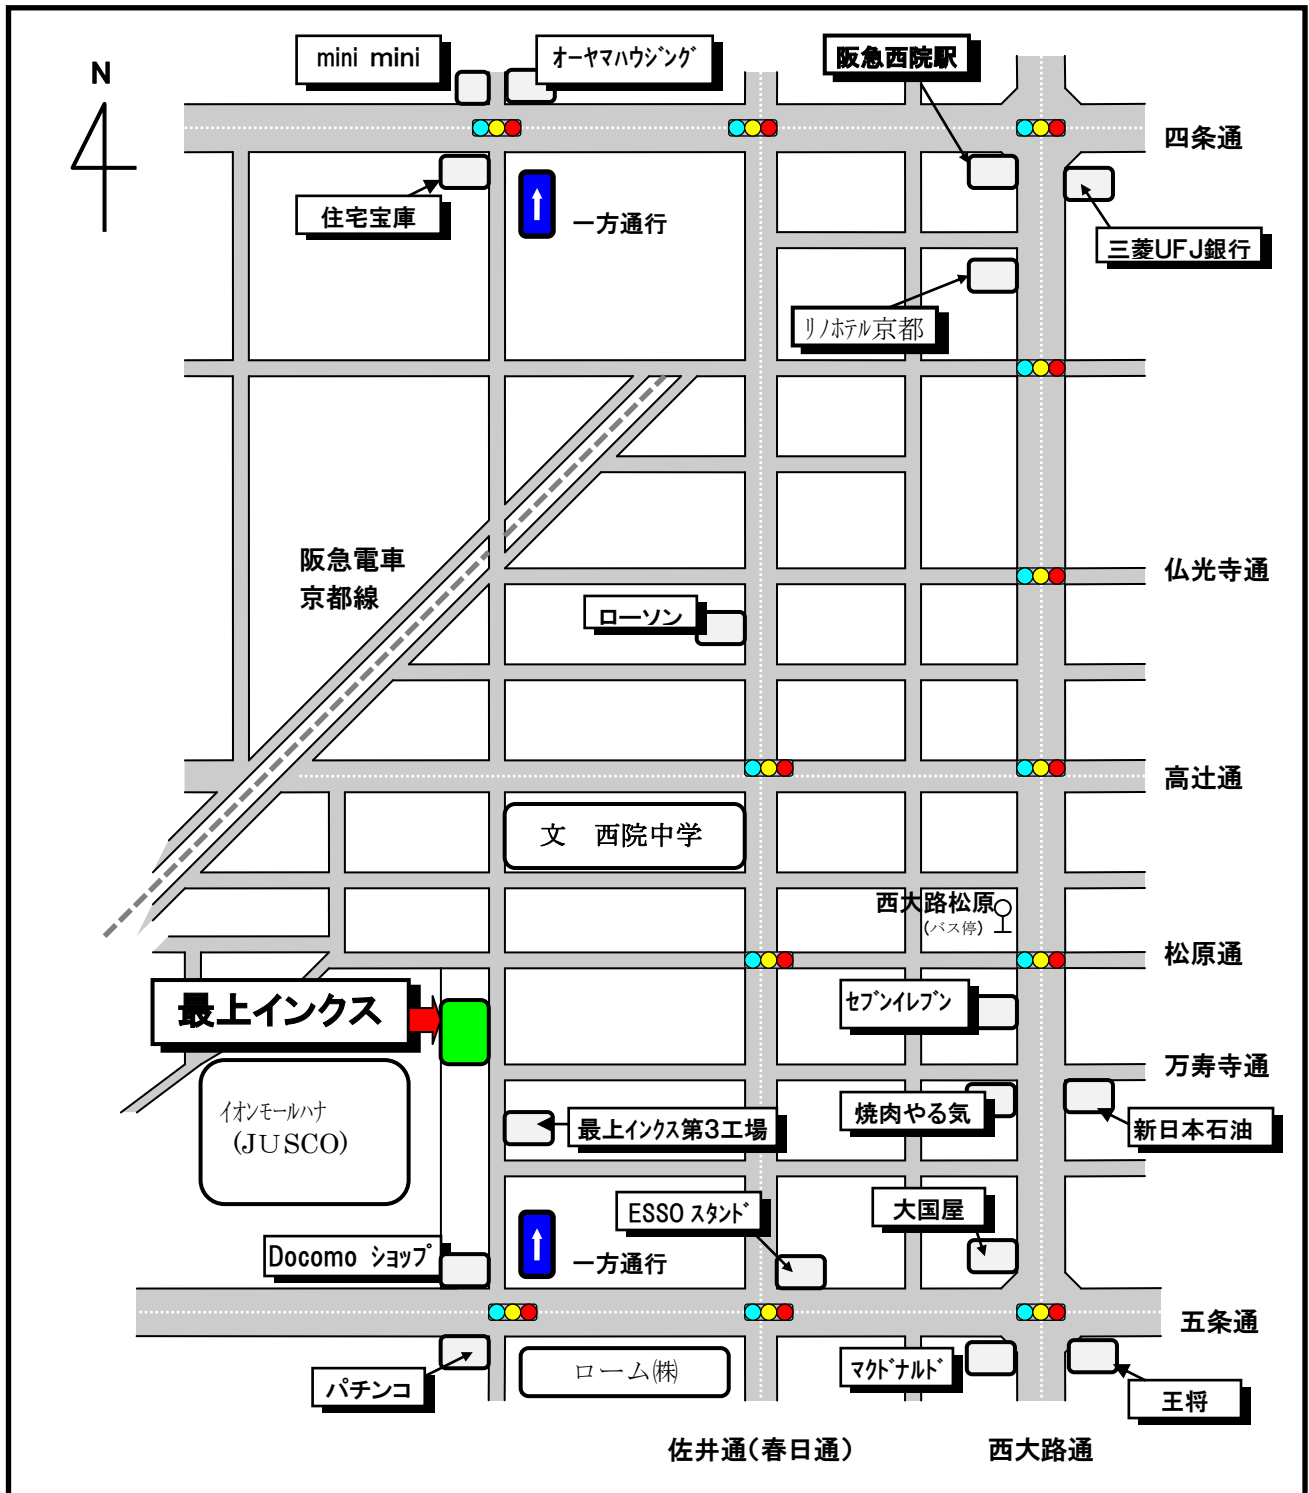 mini mini
オーヤマハウジング
阪急西院駅
N
四条通
住宅宝庫
一方通行
三菱UFJ銀行
リノホテル京都
阪急電車
京都線
仏光寺通
ローソン
高辻通
文 西院中学
西大路松原
(バス停)
松原通
最上インクス
セブンイレブン
万寿寺通
イオンモールハナ
(JUSCO)
最上インクス第3工場
焼肉やる気
新日本石油
ESSO スタンド
大国屋
Docomo ショップ
一方通行
五条通
パチンコ
ローム㈱
マクドナルド
王将
佐井通(春日通)
西大路通